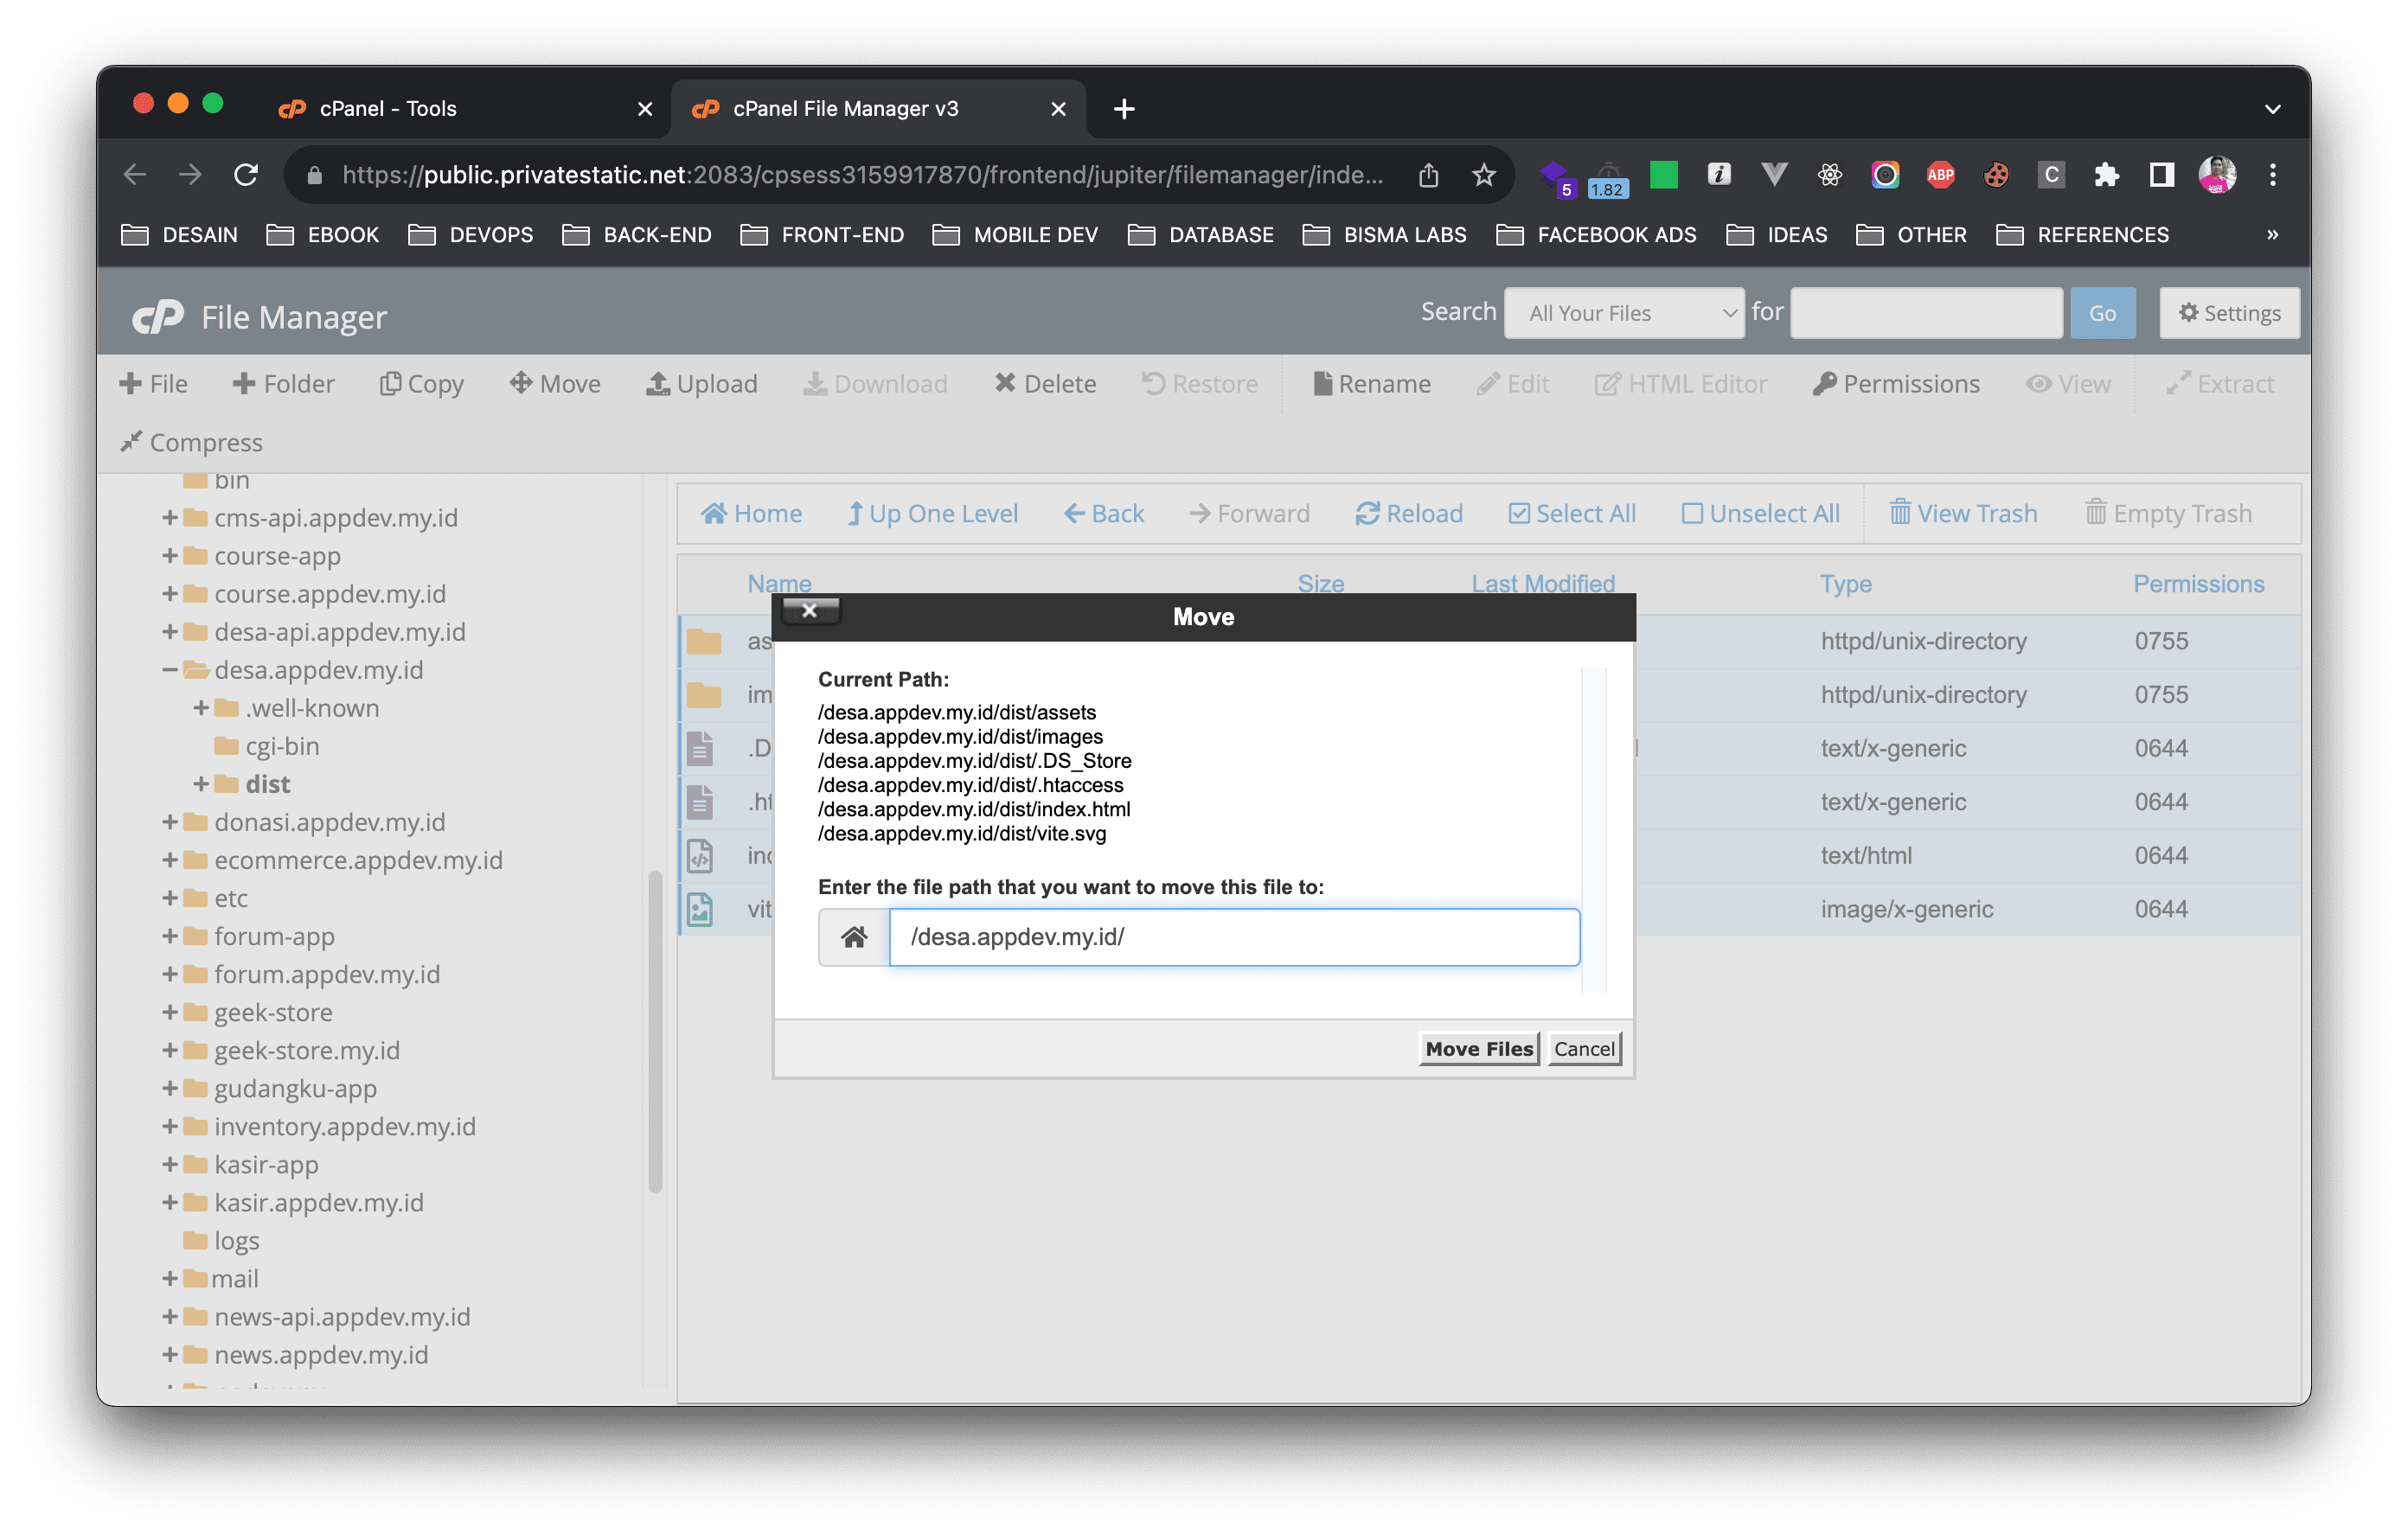 cPanel - Tools
cPanel File Manager v3
https://public.privatestatic.net:2083/cpsess3159917870/frontend/jupiter/filemanager/inde...
5
1.82
ABP
C
DESAIN EBOOK DEVOPS BACK-END FRONT-END MOBILE DEV DATABASE BISMA LABS FACEBOOK ADS IDEAS OTHER REFERENCES »
cP File Manager
Search All Your Files for Go Settings
File Folder Copy Move Upload Download Delete Restore Rename Edit HTML Editor Permissions View Extract
Compress
bin
cms-api.appdev.my.id
course-app
course.appdev.my.id
desa-api.appdev.my.id
desa.appdev.my.id
.well-known
cgi-bin
dist
donasi.appdev.my.id
ecommerce.appdev.my.id
etc
forum-app
forum.appdev.my.id
geek-store
geek-store.my.id
gudangku-app
inventory.appdev.my.id
kasir-app
kasir.appdev.my.id
logs
mail
news-api.appdev.my.id
news.appdev.my.id
Home Up One Level Back Forward Reload Select All Unselect All View Trash Empty Trash
Name Size Last Modified Type Permissions
as httpd/unix-directory 0755
im httpd/unix-directory 0755
.D text/x-generic 0644
.ht text/x-generic 0644
inc text/html 0644
vit image/x-generic 0644
Move
Current Path:
/desa.appdev.my.id/dist/assets
/desa.appdev.my.id/dist/images
/desa.appdev.my.id/dist/.DS_Store
/desa.appdev.my.id/dist/.htaccess
/desa.appdev.my.id/dist/index.html
/desa.appdev.my.id/dist/vite.svg
Enter the file path that you want to move this file to:
/desa.appdev.my.id/
Move Files Cancel